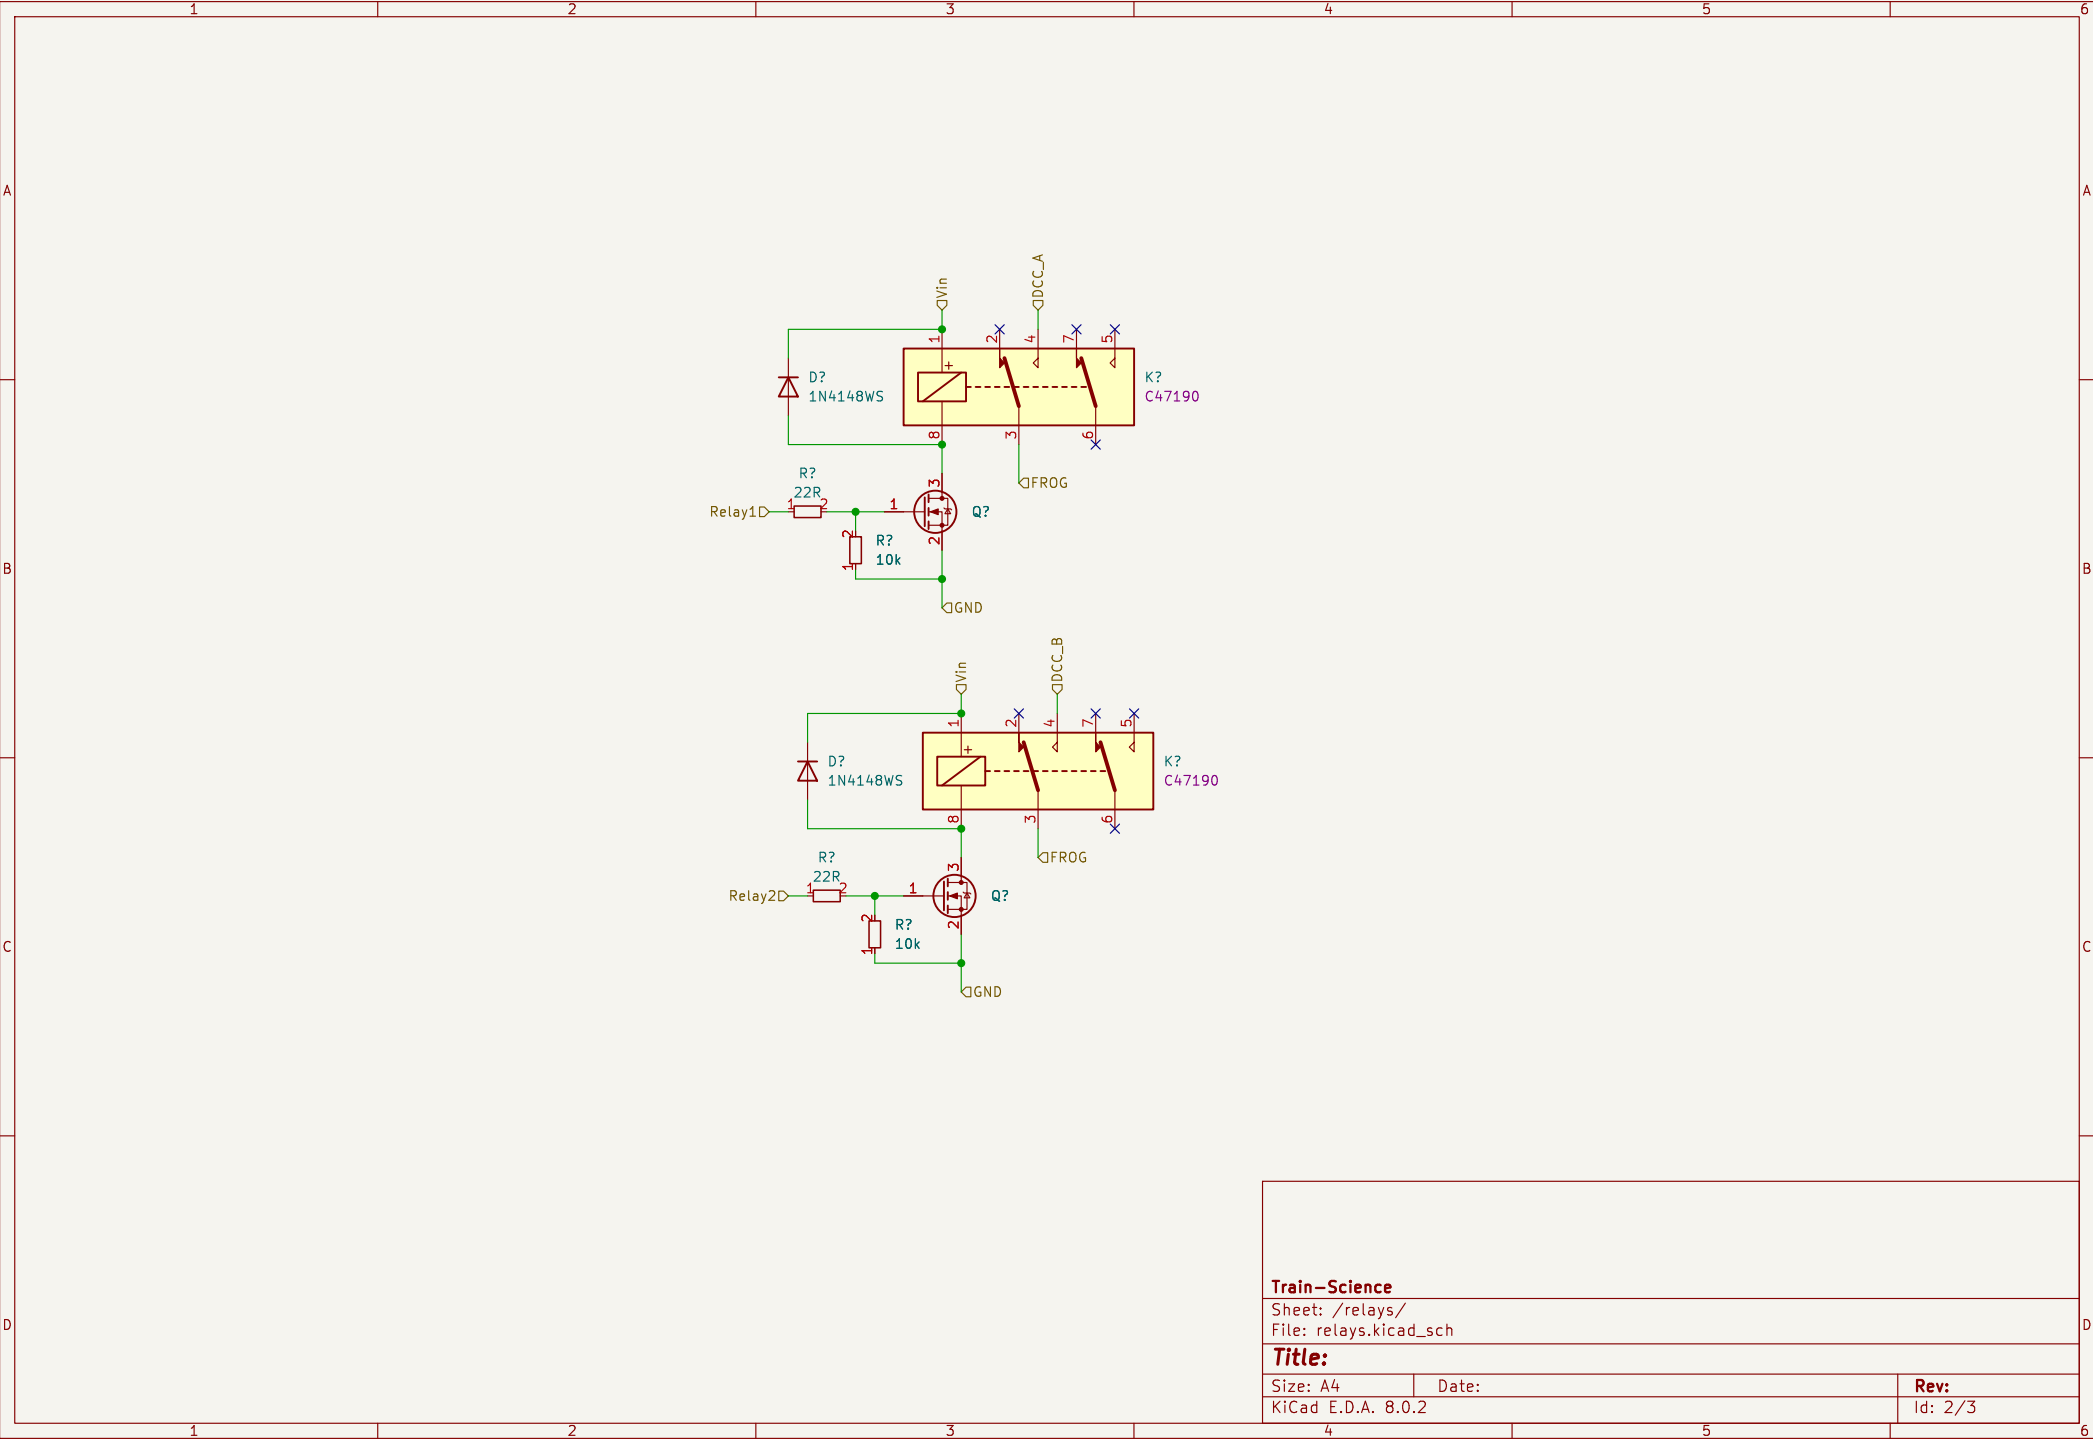 1 2 3 4 5 6
A A
Vin
DCC_A
1 2 4 7 5
+
D?
1N4148WS
K?
C47190
8 3 6
R?
22R
3
FROG
Relay1 1 2 1 Q?
2 2
R?
10k
1
B B
GND
Vin
DCC_B
1 2 4 7 5
+
D?
1N4148WS
K?
C47190
8 3 6
R?
22R
3
FROG
Relay2 1 2 1 Q?
2 2
R?
10k
1
C C
GND
Train-Science
Sheet: /relays/
File: relays.kicad_sch
D D
Title:
Size: A4 Date: Rev:
KiCad E.D.A. 8.0.2 Id: 2/3
1 2 3 4 5 6